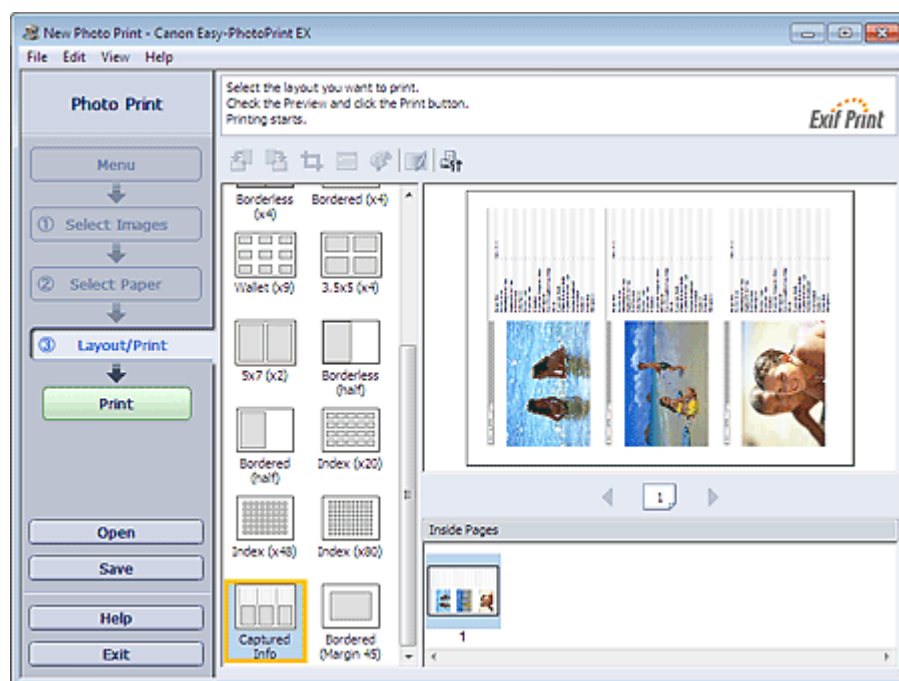 New Photo Print - Canon Easy-PhotoPrint EX
File Edit View Help
Photo Print
Menu
① Select Images
② Select Paper
③ Layout/Print
Print
Open
Save
Help
Exit
Select the layout you want to print.
Check the Preview and click the Print button.
Printing starts.
Exif Print
Borderless
(x4)
Bordered (x4)
Wallet (x9)
3.5x5 (x4)
5x7 (x2)
Borderless
(half)
Bordered
(half)
Index (x20)
Index (x48)
Index (x80)
Captured
Info
Bordered
(Margin 45)
1
Inside Pages
1